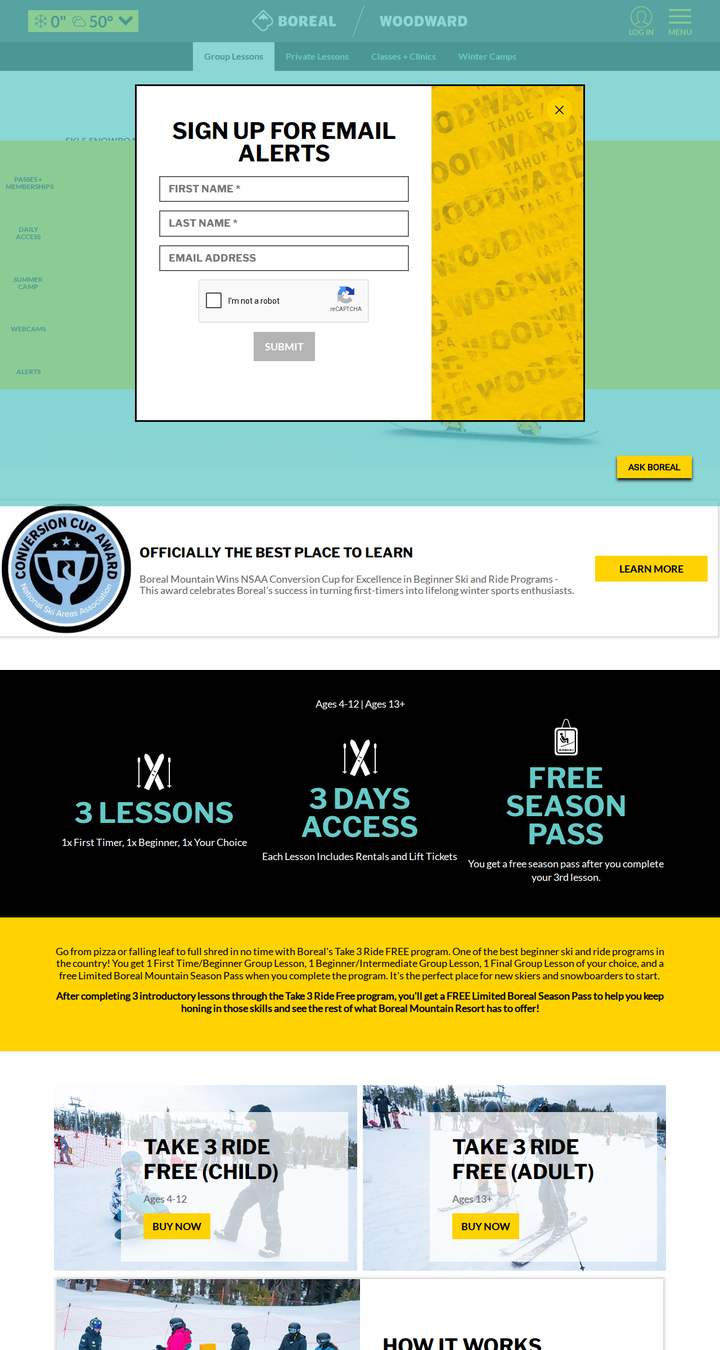 0" 50°
BOREAL WOODWARD
LOG IN MENU
Group Lessons Private Lessons Classes + Clinics Winter Camps
PASSES +
MEMBERSHIPS
DAILY
ACCESS
SUMMER
CAMP
WEBCAMS
ALERTS
SIGN UP FOR EMAIL
ALERTS
FIRST NAME *
LAST NAME *
EMAIL ADDRESS
I'm not a robot
reCAPTCHA
SUBMIT
WOODWARD
TAHOE / CA
ASK BOREAL
CONVERSION CUP AWARD
National Ski Areas Association
OFFICIALLY THE BEST PLACE TO LEARN
Boreal Mountain Wins NSAA Conversion Cup for Excellence in Beginner Ski and Ride Programs -
This award celebrates Boreal's success in turning first-timers into lifelong winter sports enthusiasts.
LEARN MORE
Ages 4-12 | Ages 13+
3 LESSONS
1x First Timer, 1x Beginner, 1x Your Choice
3 DAYS
ACCESS
Each Lesson Includes Rentals and Lift Tickets
FREE
SEASON
PASS
You get a free season pass after you complete
your 3rd lesson.
Go from pizza or falling leaf to full shred in no time with Boreal's Take 3 Ride FREE program. One of the best beginner ski and ride programs in
the country! You get 1 First Time/Beginner Group Lesson, 1 Beginner/Intermediate Group Lesson, 1 Final Group Lesson of your choice, and a
free Limited Boreal Mountain Season Pass when you complete the program. It's the perfect place for new skiers and snowboarders to start.
After completing 3 introductory lessons through the Take 3 Ride Free program, you'll get a FREE Limited Boreal Season Pass to help you keep
honing in those skills and see the rest of what Boreal Mountain Resort has to offer!
TAKE 3 RIDE
FREE (CHILD)
Ages 4-12
BUY NOW
TAKE 3 RIDE
FREE (ADULT)
Ages 13+
BUY NOW
HOW IT WORKS